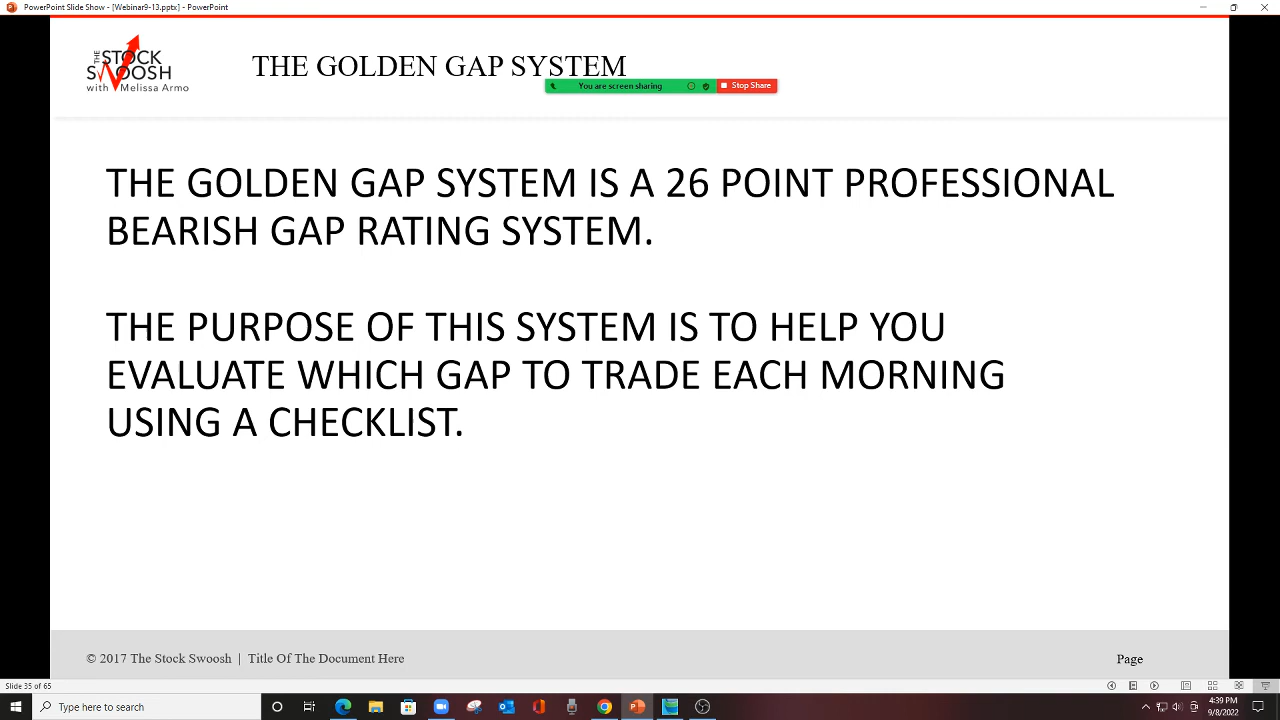 PowerPoint Slide Show - [Webinar9-13.pptx] - PowerPoint
THE
STOCK
SWOOSH
with Melissa Armo
THE GOLDEN GAP SYSTEM
You are screen sharing
Stop Share
THE GOLDEN GAP SYSTEM IS A 26 POINT PROFESSIONAL
BEARISH GAP RATING SYSTEM.
THE PURPOSE OF THIS SYSTEM IS TO HELP YOU
EVALUATE WHICH GAP TO TRADE EACH MORNING
USING A CHECKLIST.
© 2017 The Stock Swoosh | Title Of The Document Here
Page
Slide 35 of 65
Type here to search
4:39 PM
9/8/2022